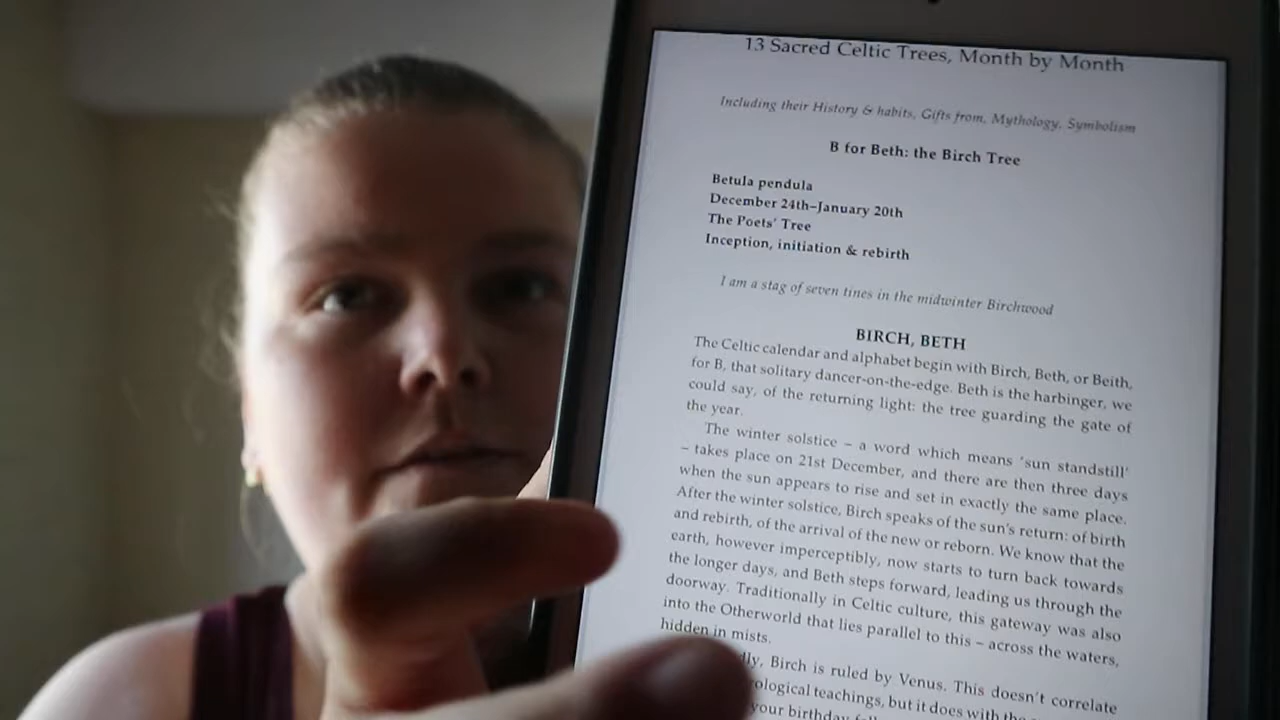 13 Sacred Celtic Trees, Month by Month
Including their History & habits, Gifts from, Mythology, Symbolism
B for Beth: the Birch Tree
Betula pendula
December 24th–January 20th
The Poets' Tree
Inception, initiation & rebirth
I am a stag of seven tines in the midwinter Birchwood
BIRCH, BETH
The Celtic calendar and alphabet begin with Birch, Beth, or Beith,
for B, that solitary dancer-on-the-edge. Beth is the harbinger, we
could say, of the returning light: the tree guarding the gate of
the year.
The winter solstice – a word which means 'sun standstill'
– takes place on 21st December, and there are then three days
when the sun appears to rise and set in exactly the same place.
After the winter solstice, Birch speaks of the sun's return: of birth
and rebirth, of the arrival of the new or reborn. We know that the
earth, however imperceptibly, now starts to turn back towards
the longer days, and Beth steps forward, leading us through the
doorway. Traditionally in Celtic culture, this gateway was also
into the Otherworld that lies parallel to this – across the waters,
hidden in mists.
Birch is ruled by Venus. This doesn't correlate
teachings, but it does with the
your birthday